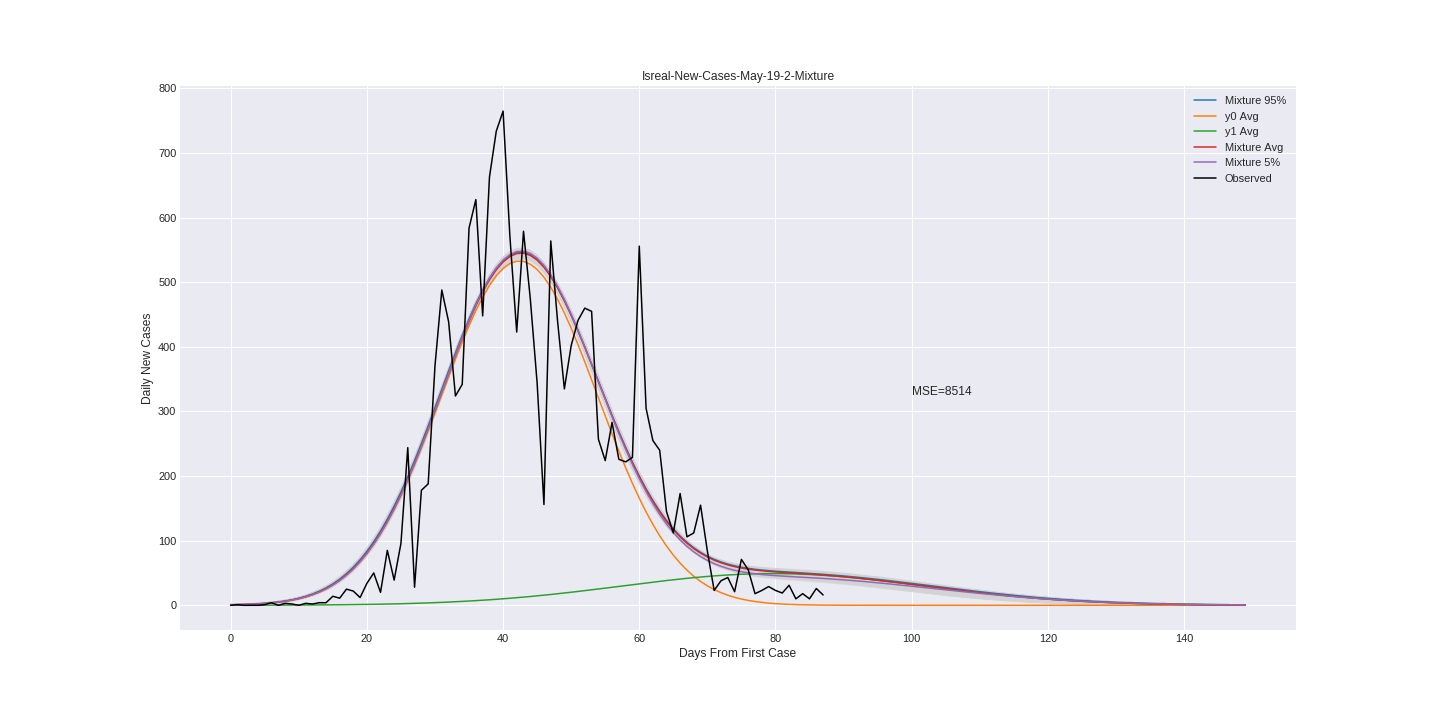 Isreal-New-Cases-May-19-2-Mixture
800
700
600
500
400
300
200
100
0
Daily New Cases
Mixture 95%
y0 Avg
y1 Avg
Mixture Avg
Mixture 5%
Observed
MSE=8514
0 20 40 60 80 100 120 140
Days From First Case